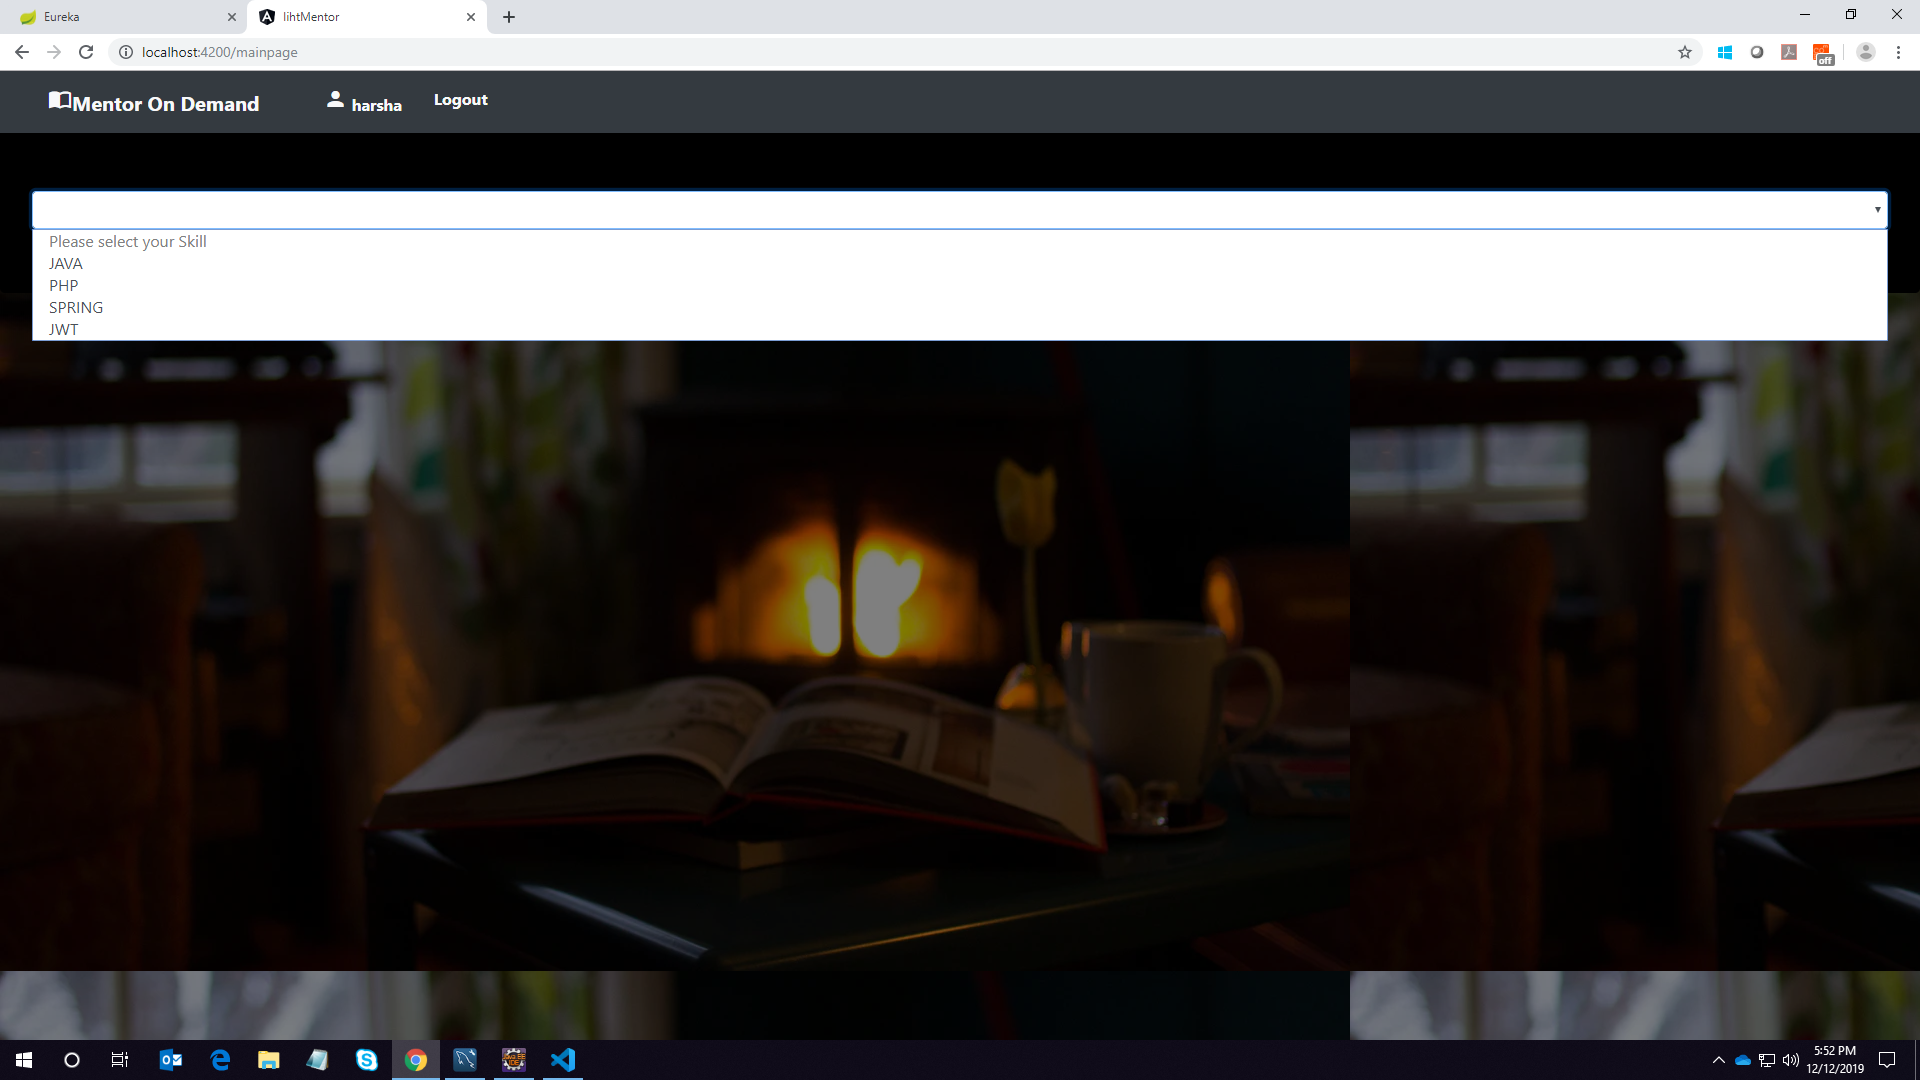 Eureka
lihtMentor
localhost:4200/mainpage
off
Mentor On Demand
harsha
Logout
Please select your Skill
JAVA
PHP
SPRING
JWT
5:52 PM
12/12/2019